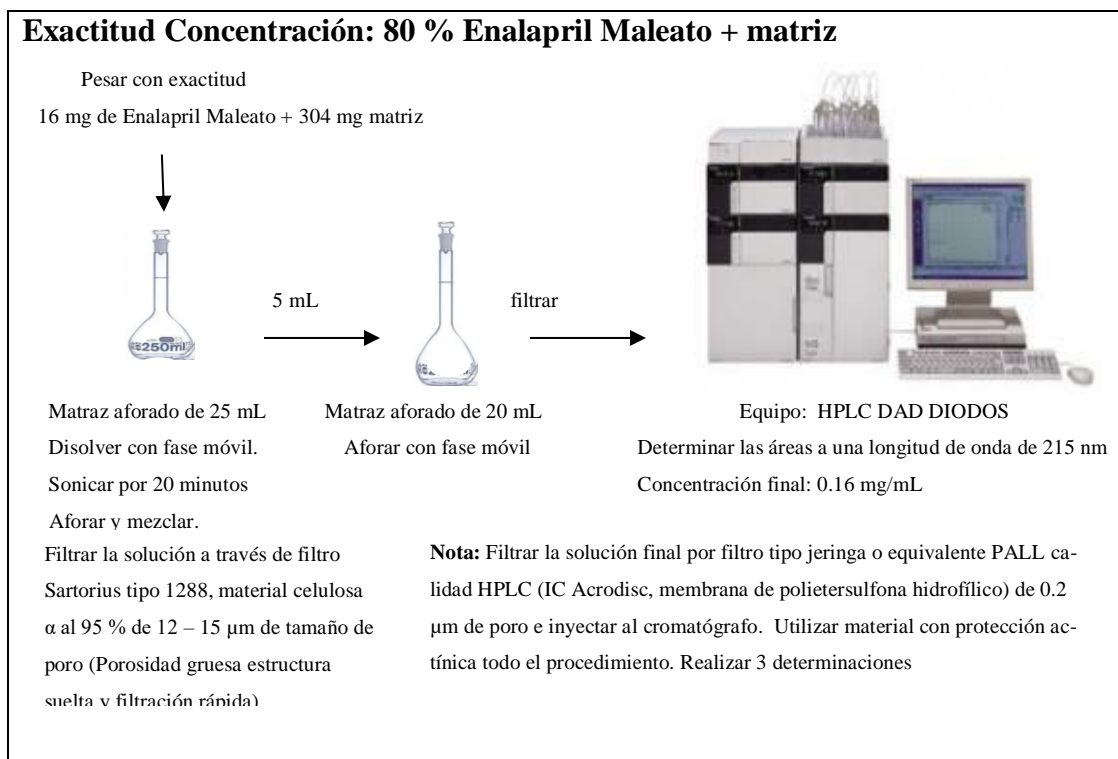 Exactitud Concentración: 80 % Enalapril Maleato + matriz
Pesar con exactitud
16 mg de Enalapril Maleato + 304 mg matriz
250ml
5 mL
filtrar
Matraz aforado de 25 mL
Disolver con fase móvil.
Sonicar por 20 minutos
Aforar y mezclar.
Matraz aforado de 20 mL
Aforar con fase móvil
Equipo: HPLC DAD DIODOS
Determinar las áreas a una longitud de onda de 215 nm
Concentración final: 0.16 mg/mL
Filtrar la solución a través de filtro
Sartorius tipo 1288, material celulosa
α al 95 % de 12 – 15 µm de tamaño de
poro (Porosidad gruesa estructura
suelta y filtración rápida)
Nota: Filtrar la solución final por filtro tipo jeringa o equivalente PALL ca-
lidad HPLC (IC Acrodisc, membrana de polietersulfona hidrofílico) de 0.2
µm de poro e inyectar al cromatógrafo. Utilizar material con protección ac-
tínica todo el procedimiento. Realizar 3 determinaciones